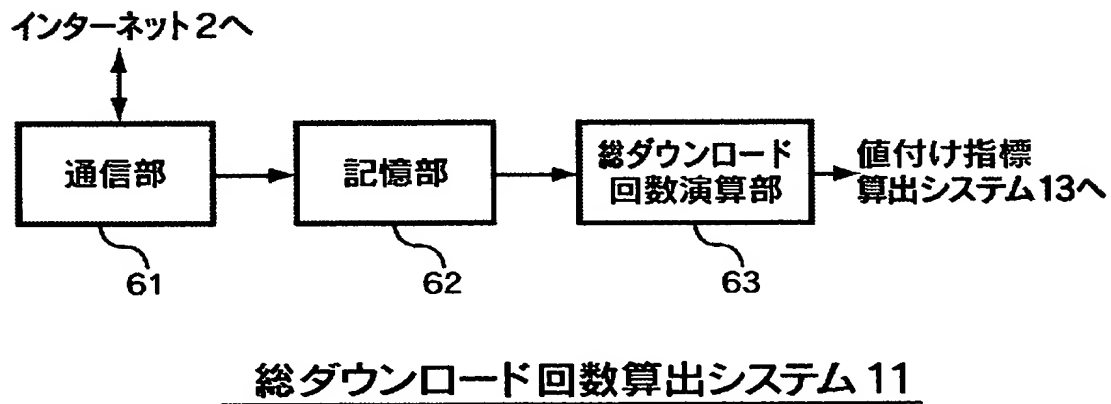 インターネット2へ
通信部
記憶部
総ダウンロード
回数演算部
値付け指標
算出システム13へ
61
62
63
総ダウンロード回数算出システム11